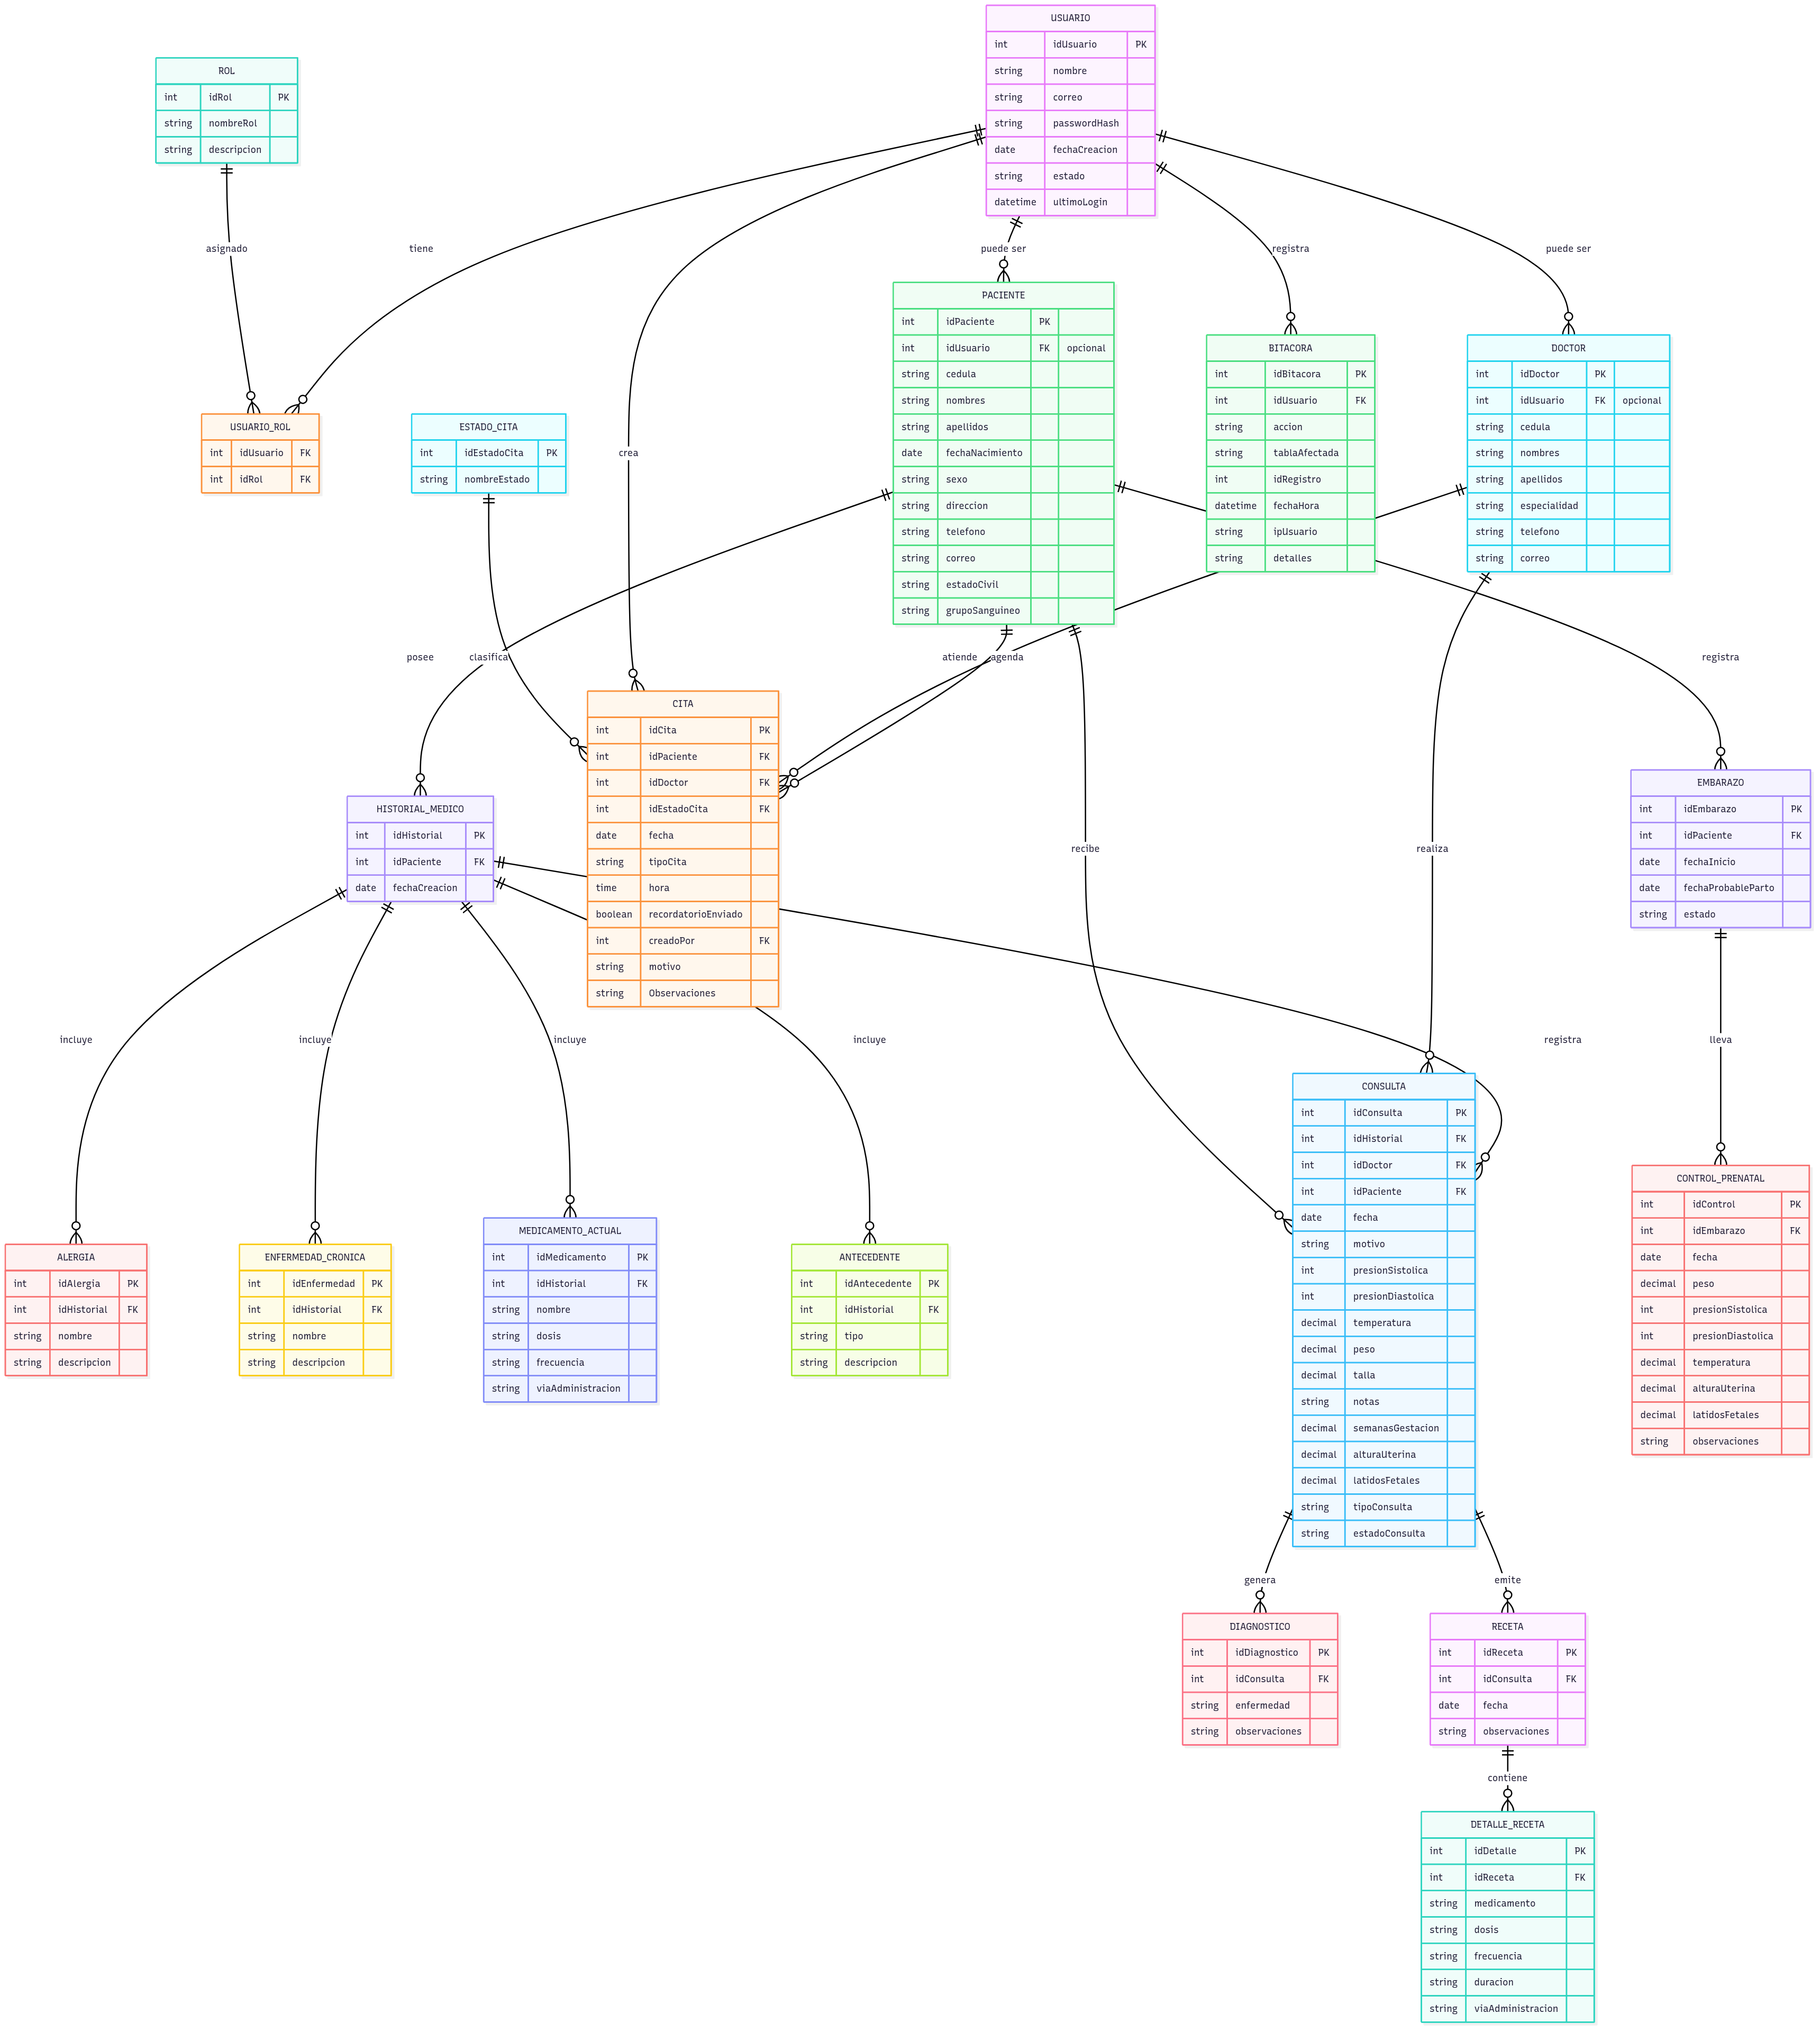 USUARIO
int idUsuario PK
string nombre
string correo
string passwordHash
date fechaCreacion
string estado
datetime ultimoLogin
ROL
int idRol PK
string nombreRol
string descripcion
asignado
tiene
puede ser
registra
puede ser
PACIENTE
int idPaciente PK
int idUsuario FK opcional
string cedula
string nombres
string apellidos
date fechaNacimiento
string sexo
string direccion
string telefono
string correo
string estadoCivil
string grupoSanguineo
BITACORA
int idBitacora PK
int idUsuario FK
string accion
string tablaAfectada
int idRegistro
datetime fechaHora
string ipUsuario
string detalles
DOCTOR
int idDoctor PK
int idUsuario FK opcional
string cedula
string nombres
string apellidos
string especialidad
string telefono
string correo
USUARIO_ROL
int idUsuario FK
int idRol FK
ESTADO_CITA
int idEstadoCita PK
string nombreEstado
crea
posee
clasifica
atiende
agenda
registra
CITA
int idCita PK
int idPaciente FK
int idDoctor FK
int idEstadoCita FK
date fecha
string tipoCita
time hora
boolean recordatorioEnviado
int creadoPor FK
string motivo
string Observaciones
HISTORIAL_MEDICO
int idHistorial PK
int idPaciente FK
date fechaCreacion
recibe
realiza
EMBARAZO
int idEmbarazo PK
int idPaciente FK
date fechaInicio
date fechaProbableParto
string estado
incluye
incluye
incluye
incluye
registra
lleva
CONSULTA
int idConsulta PK
int idHistorial FK
int idDoctor FK
int idPaciente FK
date fecha
string motivo
int presionSistolica
int presionDiastolica
decimal temperatura
decimal peso
decimal talla
string notas
decimal semanasGestacion
decimal alturaUterina
decimal latidosFetales
string tipoConsulta
string estadoConsulta
CONTROL_PRENATAL
int idControl PK
int idEmbarazo FK
date fecha
decimal peso
int presionSistolica
int presionDiastolica
decimal temperatura
decimal alturaUterina
decimal latidosFetales
string observaciones
ALERGIA
int idAlergia PK
int idHistorial FK
string nombre
string descripcion
ENFERMEDAD_CRONICA
int idEnfermedad PK
int idHistorial FK
string nombre
string descripcion
MEDICAMENTO_ACTUAL
int idMedicamento PK
int idHistorial FK
string nombre
string dosis
string frecuencia
string viaAdministracion
ANTECEDENTE
int idAntecedente PK
int idHistorial FK
string tipo
string descripcion
genera
emite
DIAGNOSTICO
int idDiagnostico PK
int idConsulta FK
string enfermedad
string observaciones
RECETA
int idReceta PK
int idConsulta FK
date fecha
string observaciones
contiene
DETALLE_RECETA
int idDetalle PK
int idReceta FK
string medicamento
string dosis
string frecuencia
string duracion
string viaAdministracion